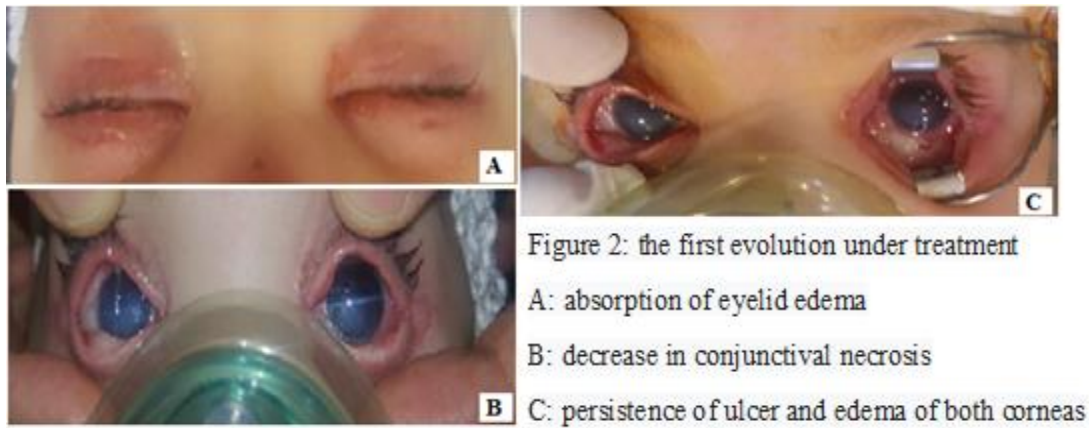 A
B
C
Figure 2: the first evolution under treatment
A: absorption of eyelid edema
B: decrease in conjunctival necrosis
C: persistence of ulcer and edema of both corneas